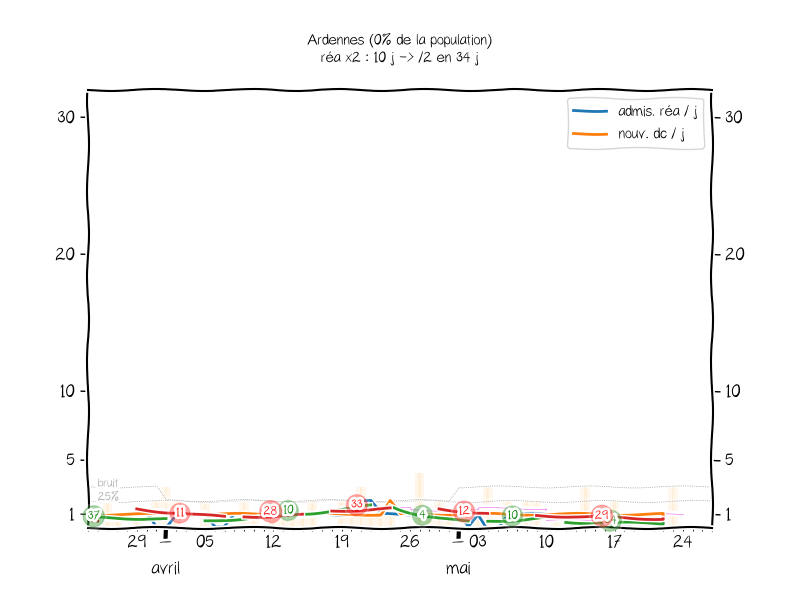 Ardennes (0% de la population)
réa x2 : 10 j -> /2 en 34 j
admis. réa / j
nouv. dc / j
30 30
20 20
10 10
5 5
bruit
25%
1 1
37 11 28 10 33 4 12 10
29 1 05 12 19 26 1 03 10 17 24
avril mai